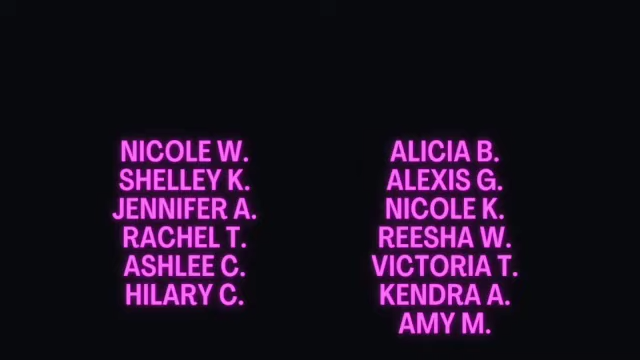 NICOLE W.
SHELLEY K.
JENNIFER A.
RACHEL T.
ASHLEE C.
HILARY C.
ALICIA B.
ALEXIS G.
NICOLE K.
REESHA W.
VICTORIA T.
KENDRA A.
AMY M.